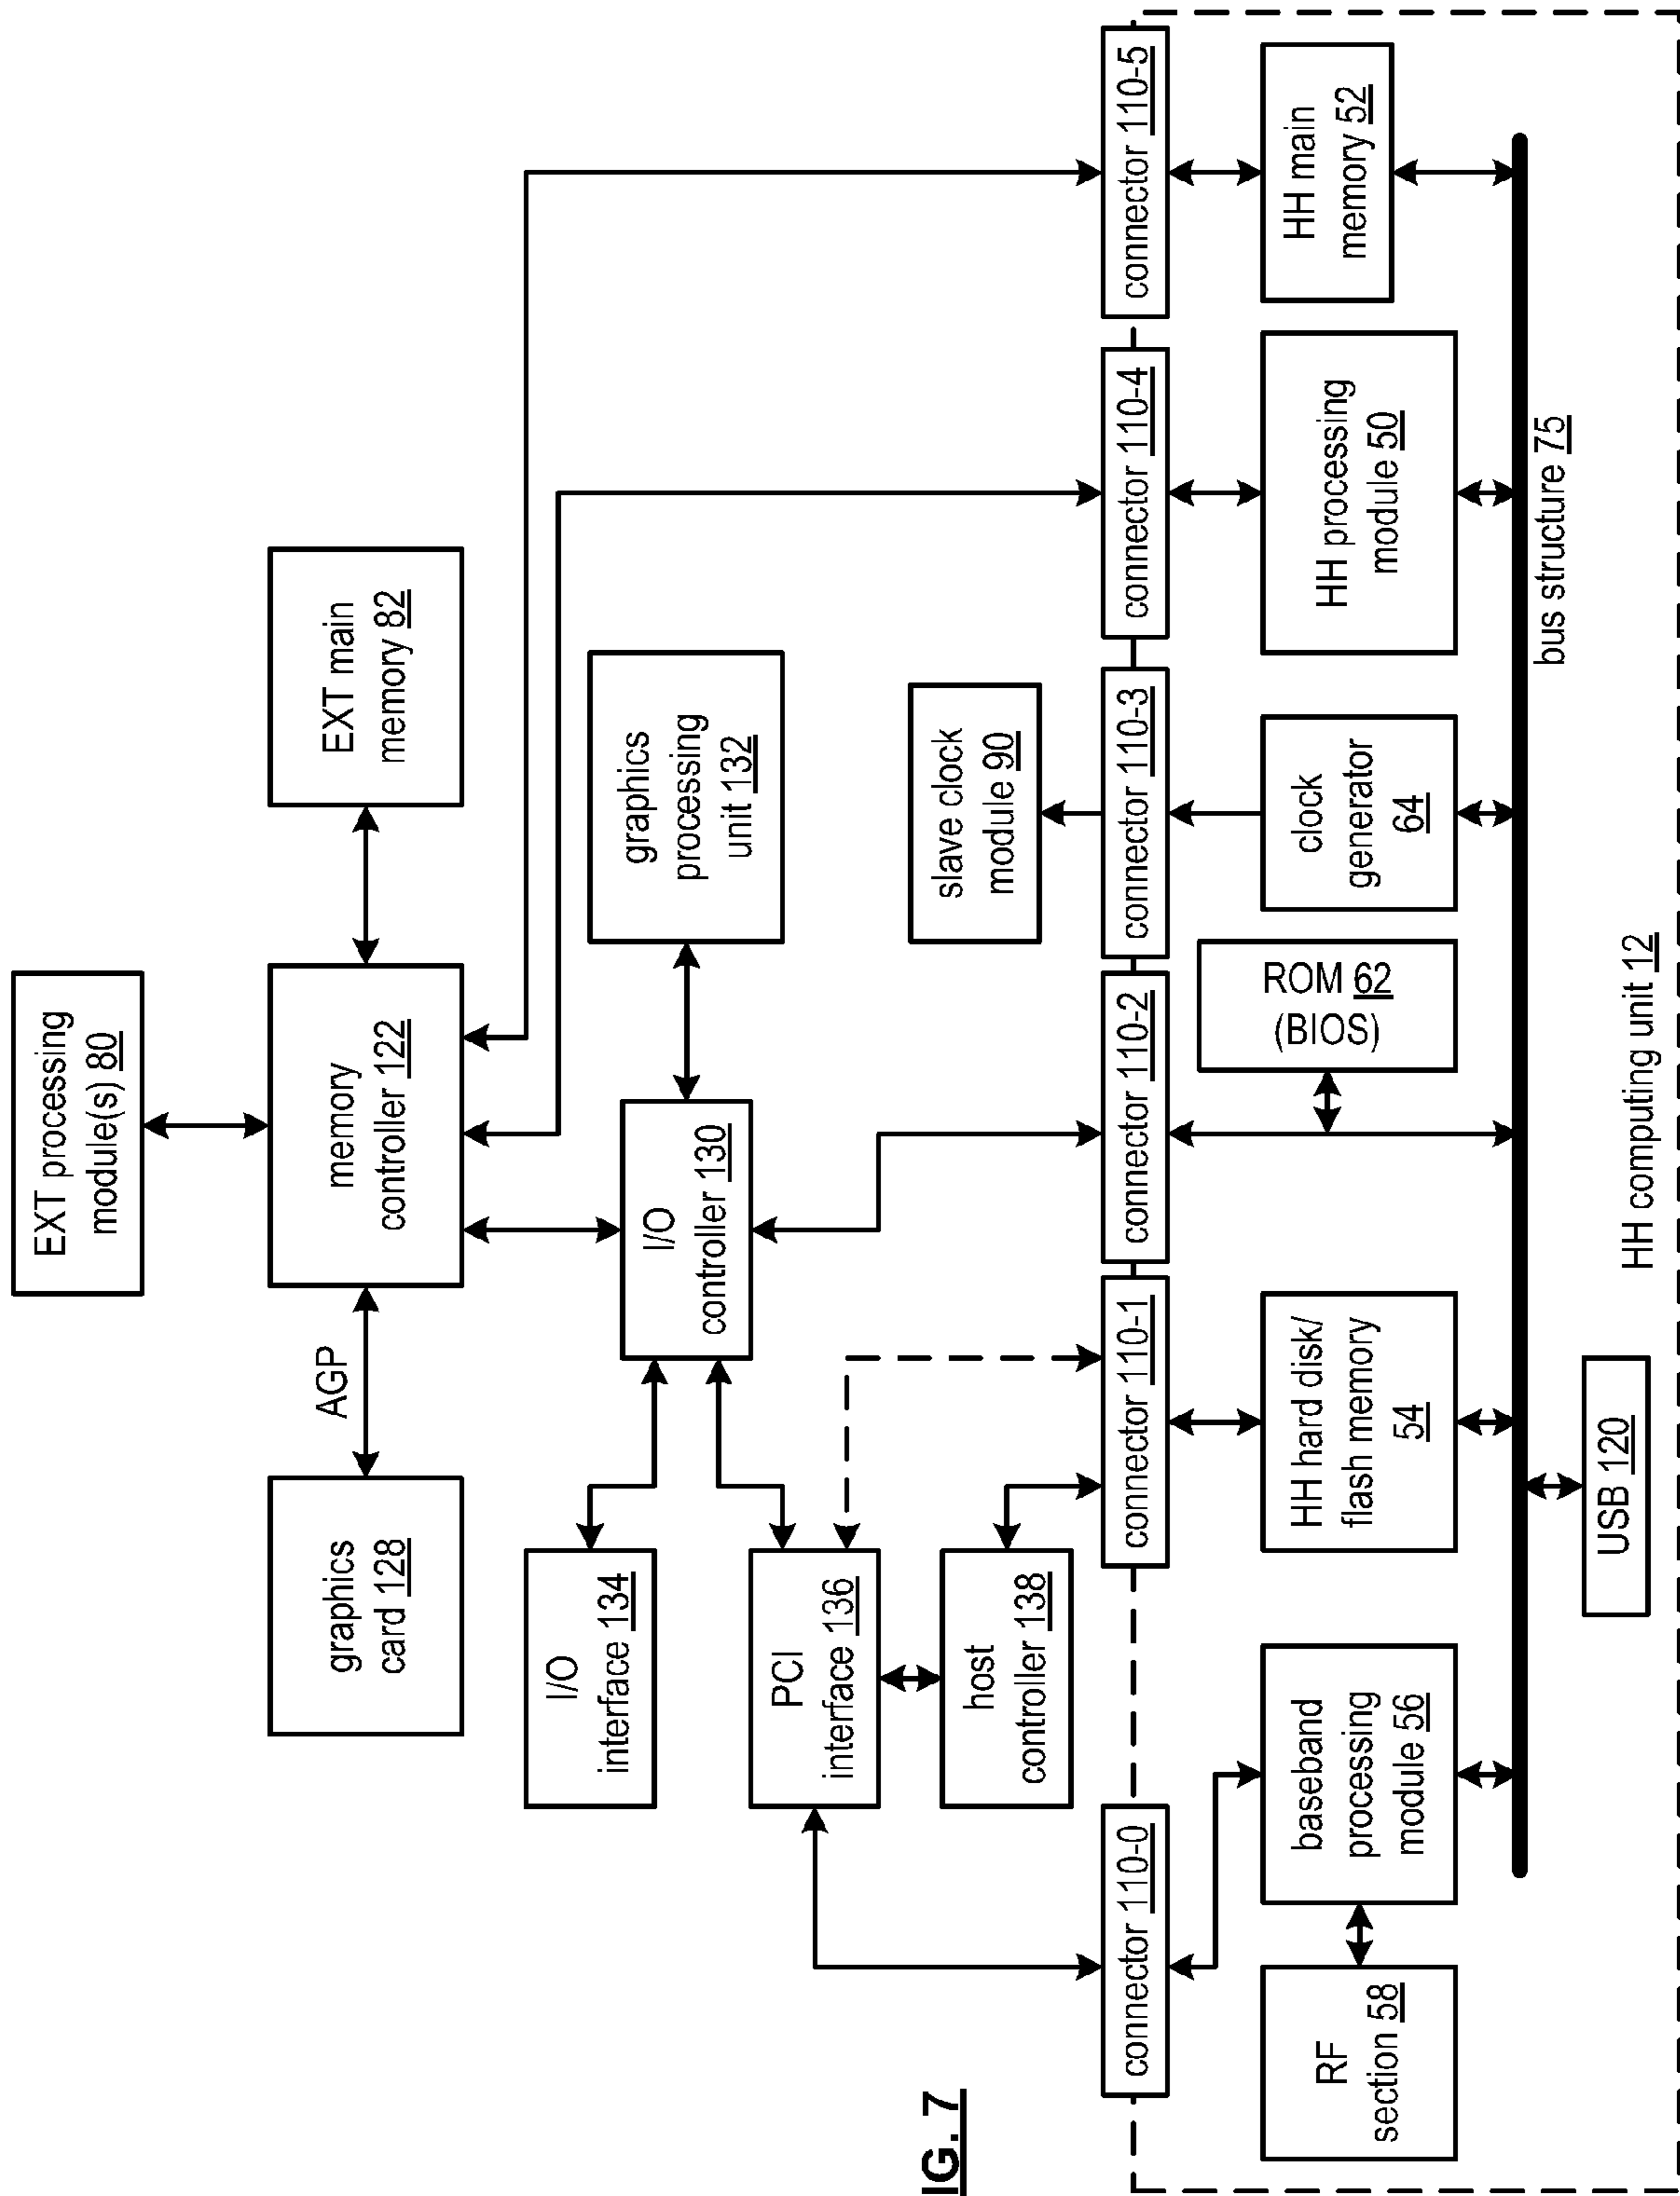 EXT processing
module(s) 80
graphics
card 128
AGP
memory
controller 122
EXT main
memory 82
I/O
interface 134
I/O
controller 130
graphics
processing
unit 132
PCI
interface 136
host
controller 138
slave clock
module 90
IG. 7
connector 110-0
connector 110-1
connector 110-2
connector 110-3
connector 110-4
connector 110-5
RF
section 58
baseband
processing
module 56
HH hard disk/
flash memory
54
ROM 62
(BIOS)
clock
generator
64
HH processing
module 50
HH main
memory 52
bus structure 75
USB 120
HH computing unit 12